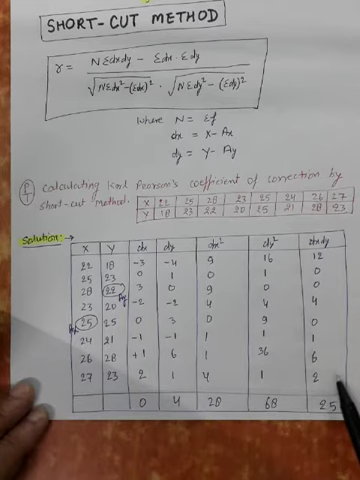 SHORT-CUT METHOD
r = NΣdxdy - Σdx. Σdy
√NΣdx²-(Σdx)² . √NΣdy² - (Σdy)²
Where N = Σf
dx = X-Ax
dy = Y- Ay
calculating Karl Pearson's coefficient of correction by
short-cut method.
X 22 25 28 23 25 24 26 27
Y 18 23 22 20 25 21 28 23
Solution:→
X Y dx dy dx² dy² dxdy
22 18 -3 -4 9 16 12
25 23 0 1 0 1 0
28 22 Ay 3 0 9 0 0
23 20 -2 -2 4 4 4
Ax 25 25 0 3 0 9 0
24 21 -1 -1 1 1 1
26 28 +1 6 1 36 6
27 23 2 1 4 1 2
0 4 28 68 25